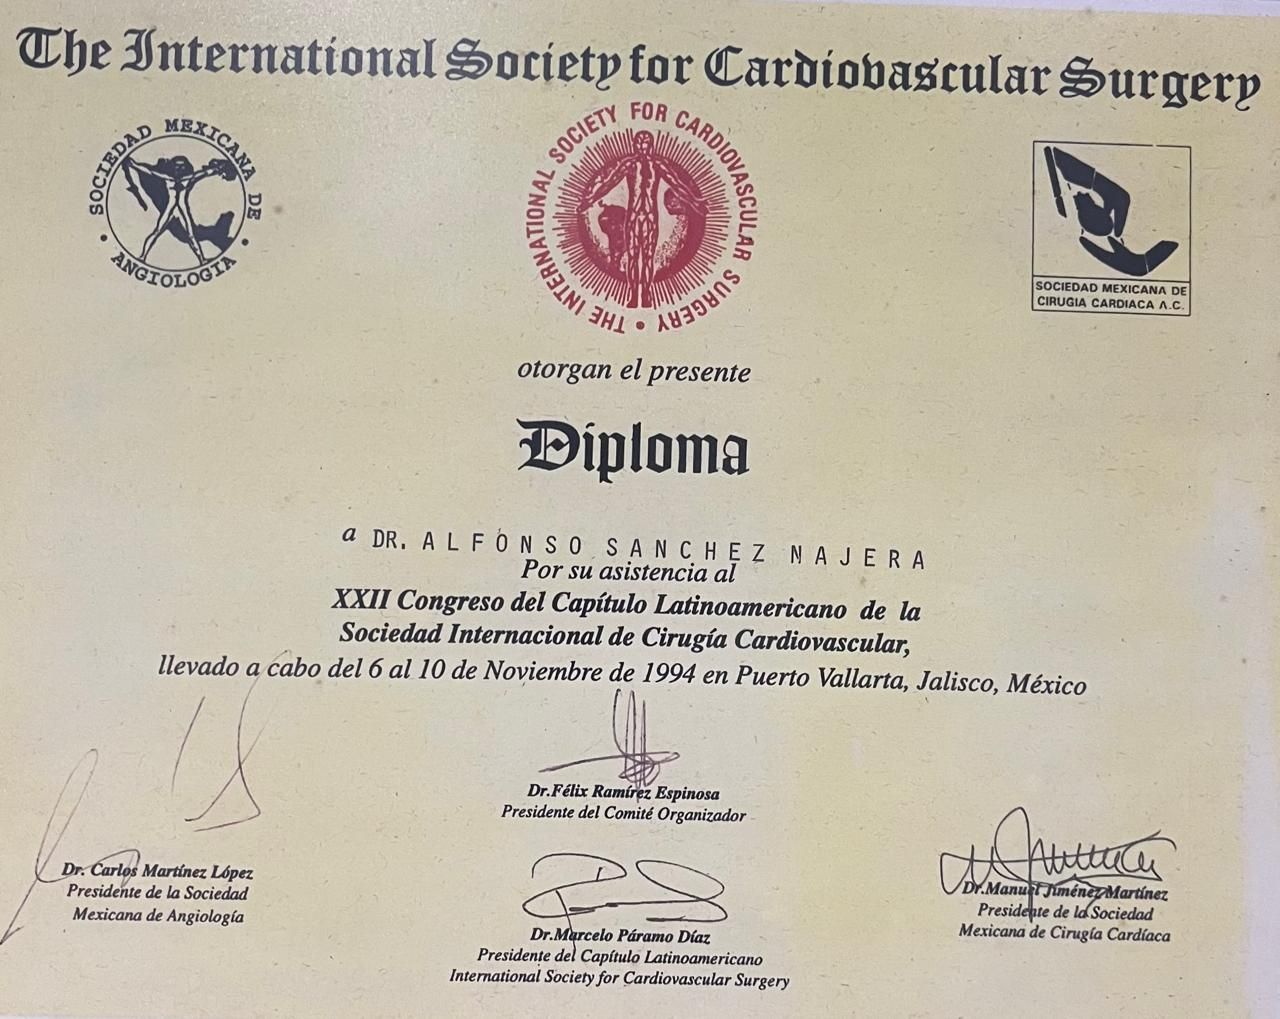 The International Society for Cardiovascular Surgery
SOCIEDAD MEXICANA DE
• ANGIOLOGIA •
THE INTERNATIONAL SOCIETY FOR CARDIOVASCULAR SURGERY •
SOCIEDAD MEXICANA DE
CIRUGIA CARDIACA A.C.
otorgan el presente
Diploma
a DR. ALFONSO SANCHEZ NAJERA
Por su asistencia al
XXII Congreso del Capítulo Latinoamericano de la
Sociedad Internacional de Cirugía Cardiovascular,
llevado a cabo del 6 al 10 de Noviembre de 1994 en Puerto Vallarta, Jalisco, México
Dr.Félix Ramírez Espinosa
Presidente del Comité Organizador
Dr. Carlos Martínez López
Presidente de la Sociedad
Mexicana de Angiología
Dr.Marcelo Páramo Díaz
Presidente del Capítulo Latinoamericano
International Society for Cardiovascular Surgery
Dr.Manuel Jiménez Martínez
Presidente de la Sociedad
Mexicana de Cirugía Cardíaca